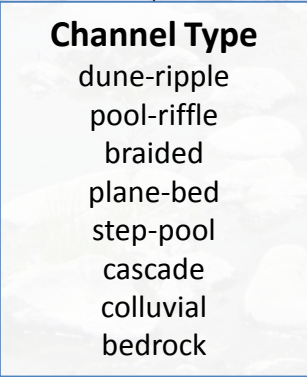 Channel Type
dune-ripple
pool-riffle
braided
plane-bed
step-pool
cascade
colluvial
bedrock